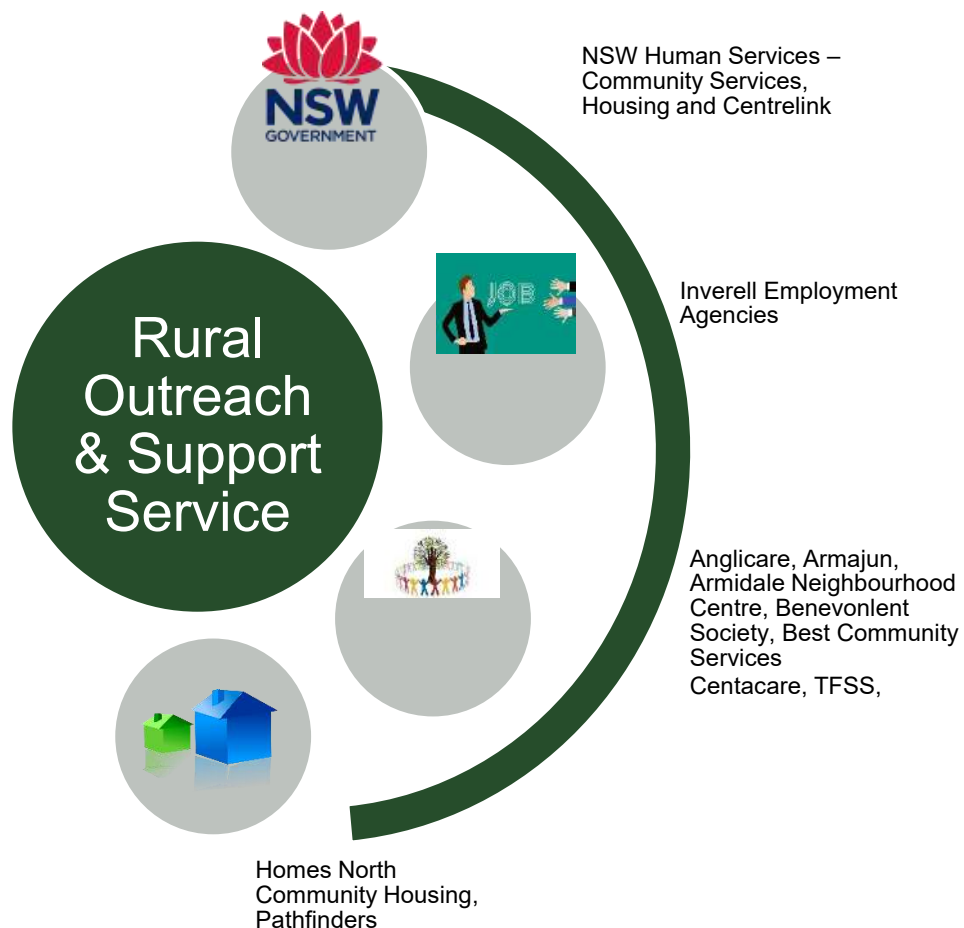 NSW
GOVERNMENT
NSW Human Services –
Community Services,
Housing and Centrelink
JOB
Inverell Employment
Agencies
Rural
Outreach
& Support
Service
Anglicare, Armajun,
Armidale Neighbourhood
Centre, Benevonlent
Society, Best Community
Services
Centacare, TFSS,
Homes North
Community Housing,
Pathfinders